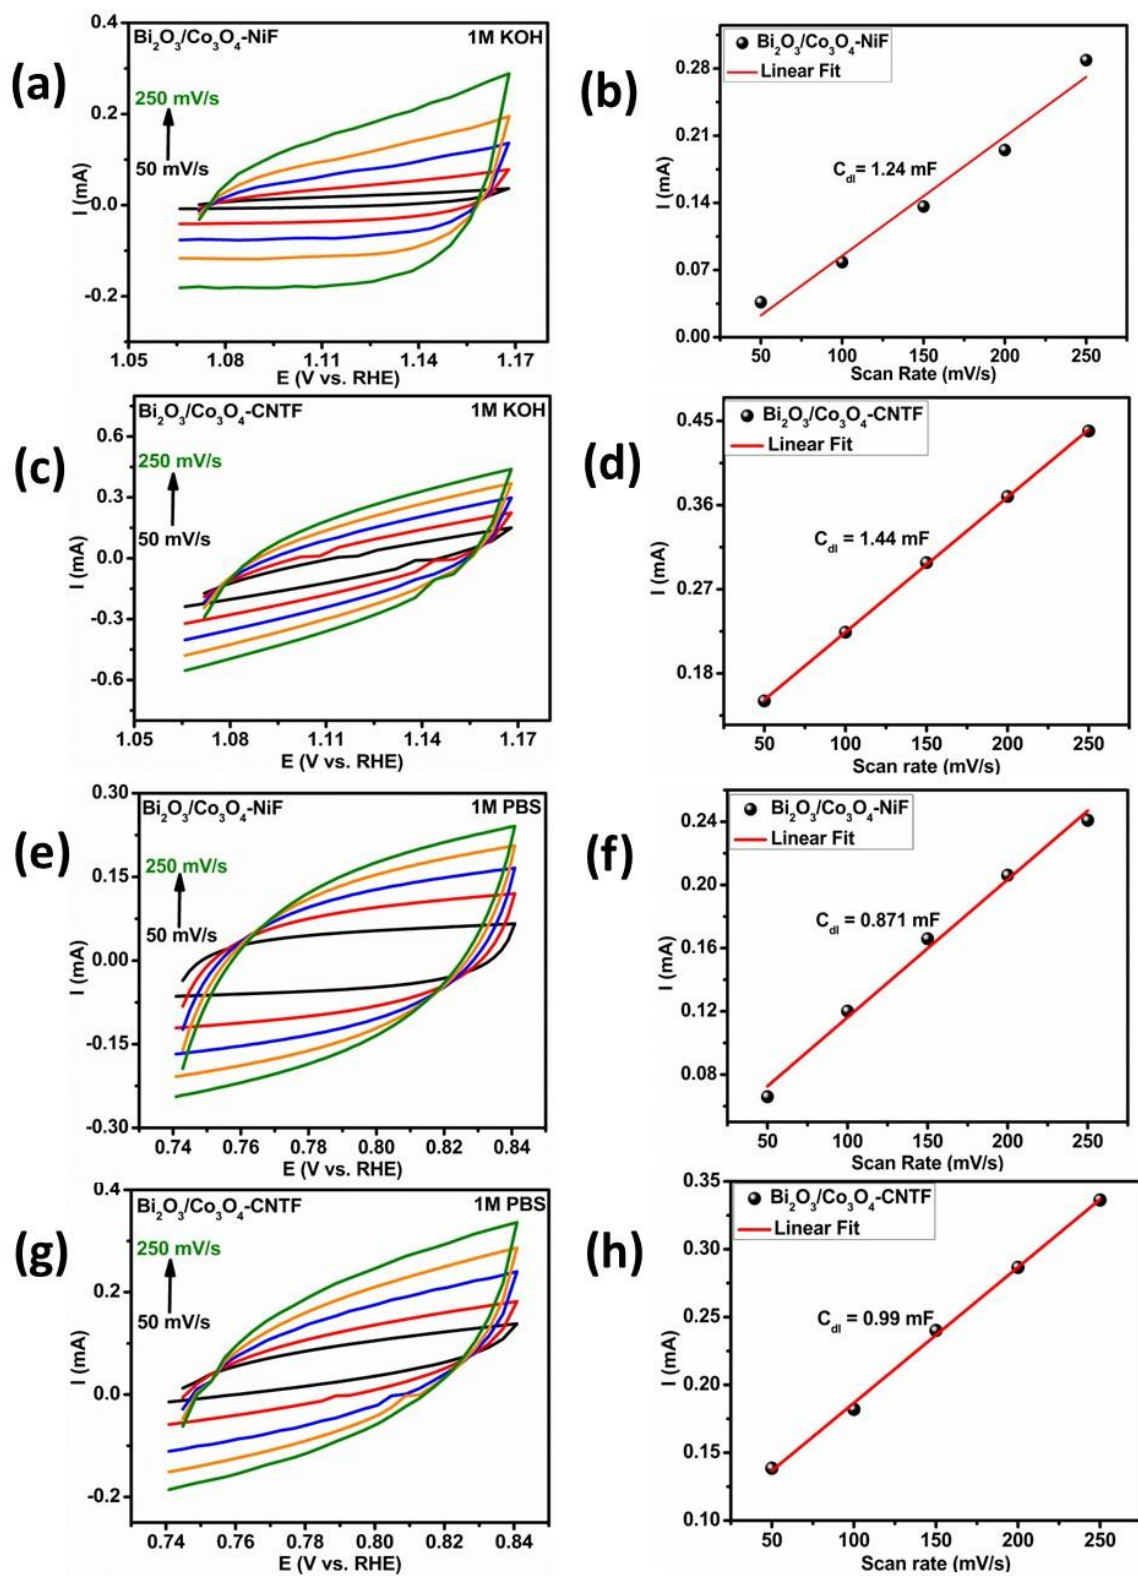 (a)
Bi₂O₃/Co₃O₄-NiF
1M KOH
250 mV/s
50 mV/s
0.4
0.2
0.0
-0.2
I (mA)
1.05 1.08 1.11 1.14 1.17
E (V vs. RHE)
(b)
Bi₂O₃/Co₃O₄-NiF
Linear Fit
C_dl = 1.24 mF
0.28
0.21
0.14
0.07
0.00
I (mA)
50 100 150 200 250
Scan Rate (mV/s)
(c)
Bi₂O₃/Co₃O₄-CNTF
1M KOH
250 mV/s
50 mV/s
0.6
0.3
0.0
-0.3
-0.6
I (mA)
1.05 1.08 1.11 1.14 1.17
E (V vs. RHE)
(d)
Bi₂O₃/Co₃O₄-CNTF
Linear Fit
C_dl = 1.44 mF
0.45
0.36
0.27
0.18
I (mA)
50 100 150 200 250
Scan rate (mV/s)
(e)
Bi₂O₃/Co₃O₄-NiF
1M PBS
250 mV/s
50 mV/s
0.30
0.15
0.00
-0.15
-0.30
I (mA)
0.74 0.76 0.78 0.80 0.82 0.84
E (V vs. RHE)
(f)
Bi₂O₃/Co₃O₄-NiF
Linear Fit
C_dl = 0.871 mF
0.24
0.20
0.16
0.12
0.08
I (mA)
50 100 150 200 250
Scan Rate (mV/s)
(g)
Bi₂O₃/Co₃O₄-CNTF
1M PBS
250 mV/s
50 mV/s
0.4
0.2
0.0
-0.2
I (mA)
0.74 0.76 0.78 0.80 0.82 0.84
E (V vs. RHE)
(h)
Bi₂O₃/Co₃O₄-CNTF
Linear Fit
C_dl = 0.99 mF
0.35
0.30
0.25
0.20
0.15
0.10
I (mA)
50 100 150 200 250
Scan rate (mV/s)